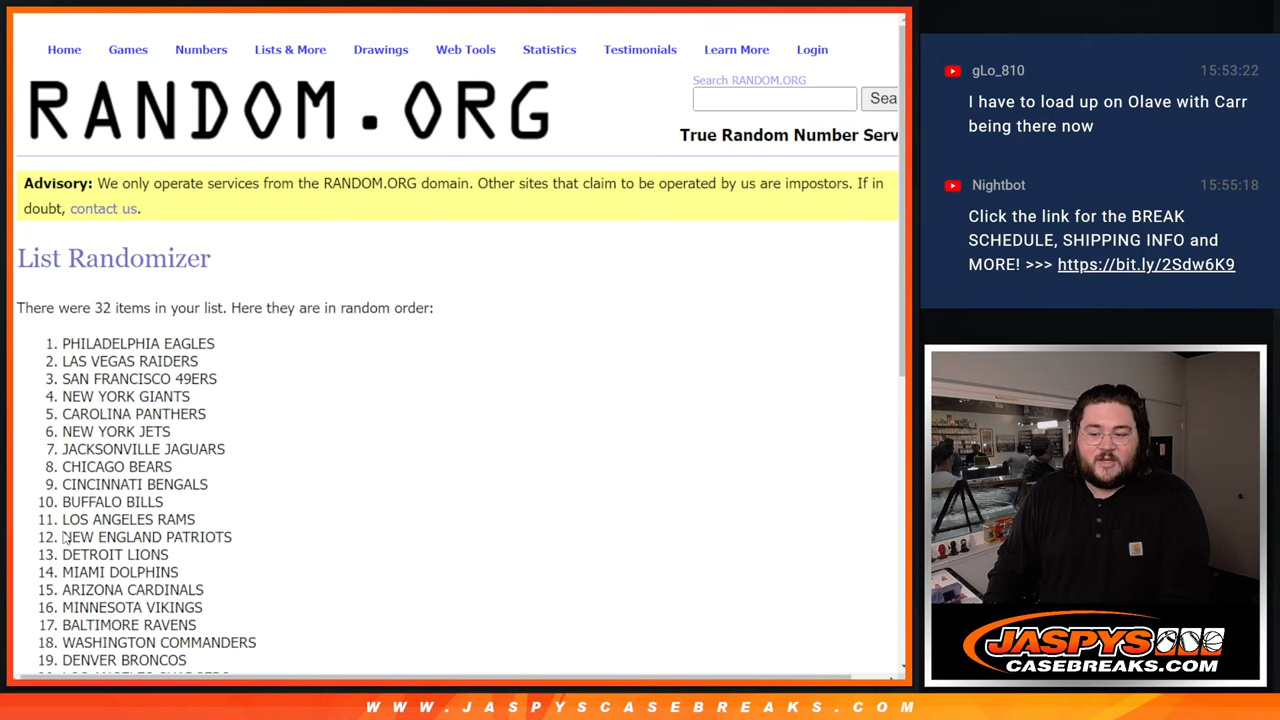 Home Games Numbers Lists & More Drawings Web Tools Statistics Testimonials Learn More Login
RANDOM.ORG
Search RANDOM.ORG
Sea
True Random Number Serv
Advisory: We only operate services from the RANDOM.ORG domain. Other sites that claim to be operated by us are impostors. If in
doubt, contact us.
List Randomizer
There were 32 items in your list. Here they are in random order:
1. PHILADELPHIA EAGLES
2. LAS VEGAS RAIDERS
3. SAN FRANCISCO 49ERS
4. NEW YORK GIANTS
5. CAROLINA PANTHERS
6. NEW YORK JETS
7. JACKSONVILLE JAGUARS
8. CHICAGO BEARS
9. CINCINNATI BENGALS
10. BUFFALO BILLS
11. LOS ANGELES RAMS
12. NEW ENGLAND PATRIOTS
13. DETROIT LIONS
14. MIAMI DOLPHINS
15. ARIZONA CARDINALS
16. MINNESOTA VIKINGS
17. BALTIMORE RAVENS
18. WASHINGTON COMMANDERS
19. DENVER BRONCOS
gLo_810 15:53:22
I have to load up on Olave with Carr
being there now
Nightbot 15:55:18
Click the link for the BREAK
SCHEDULE, SHIPPING INFO and
MORE! >>> https://bit.ly/2Sdw6K9
JASPYS
CASEBREAKS.COM
WWW.JASPYSCASEBREAKS.COM